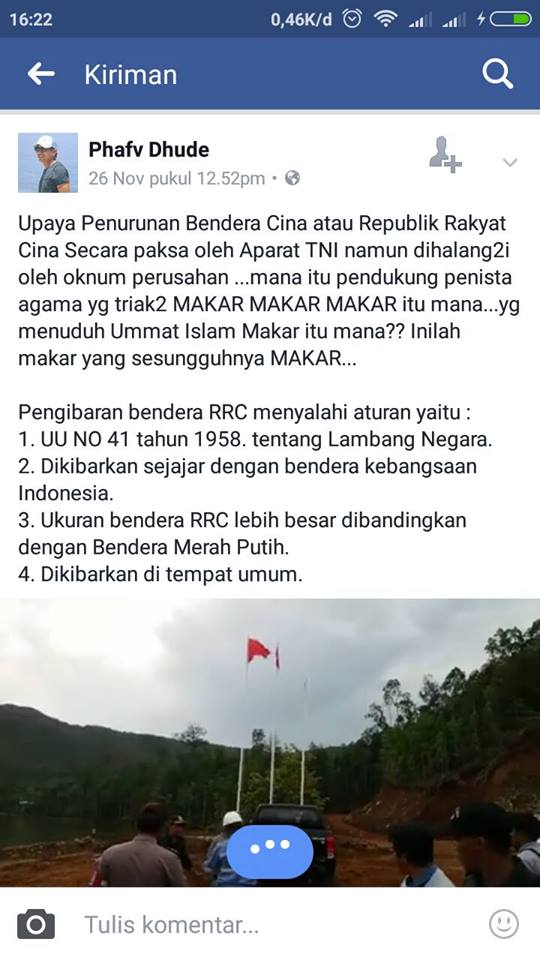 16:22
0,46K/d
Kiriman
Phafv Dhude
26 Nov pukul 12.52pm •
Upaya Penurunan Bendera Cina atau Republik Rakyat
Cina Secara paksa oleh Aparat TNI namun dihalang2i
oleh oknum perusahan ...mana itu pendukung penista
agama yg triak2 MAKAR MAKAR MAKAR itu mana...yg
menuduh Ummat Islam Makar itu mana?? Inilah
makar yang sesungguhnya MAKAR...
Pengibaran bendera RRC menyalahi aturan yaitu :
1. UU NO 41 tahun 1958. tentang Lambang Negara.
2. Dikibarkan sejajar dengan bendera kebangsaan
Indonesia.
3. Ukuran bendera RRC lebih besar dibandingkan
dengan Bendera Merah Putih.
4. Dikibarkan di tempat umum.
Tulis komentar...